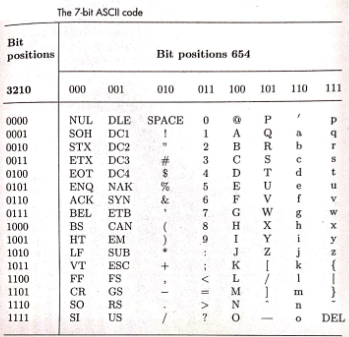 The 7-bit ASCII code
Bit positions
Bit positions 654
3210 000 001 010 011 100 101 110 111
0000 NUL DLE SPACE 0 @ P ′ p
0001 SOH DC1 ! 1 A Q a q
0010 STX DC2 " 2 B R b r
0011 ETX DC3 # 3 C S c s
0100 EOT DC4 $ 4 D T d t
0101 ENQ NAK % 5 E U e u
0110 ACK SYN & 6 F V f v
0111 BEL ETB ' 7 G W g w
1000 BS CAN ( 8 H X h x
1001 HT EM ) 9 I Y i y
1010 LF SUB * : J Z j z
1011 VT ESC + ; K [ k {
1100 FF FS , < L / l |
1101 CR GS - = M ] m }
1110 SO RS . > N ^ n ~
1111 SI US / ? O — o DEL